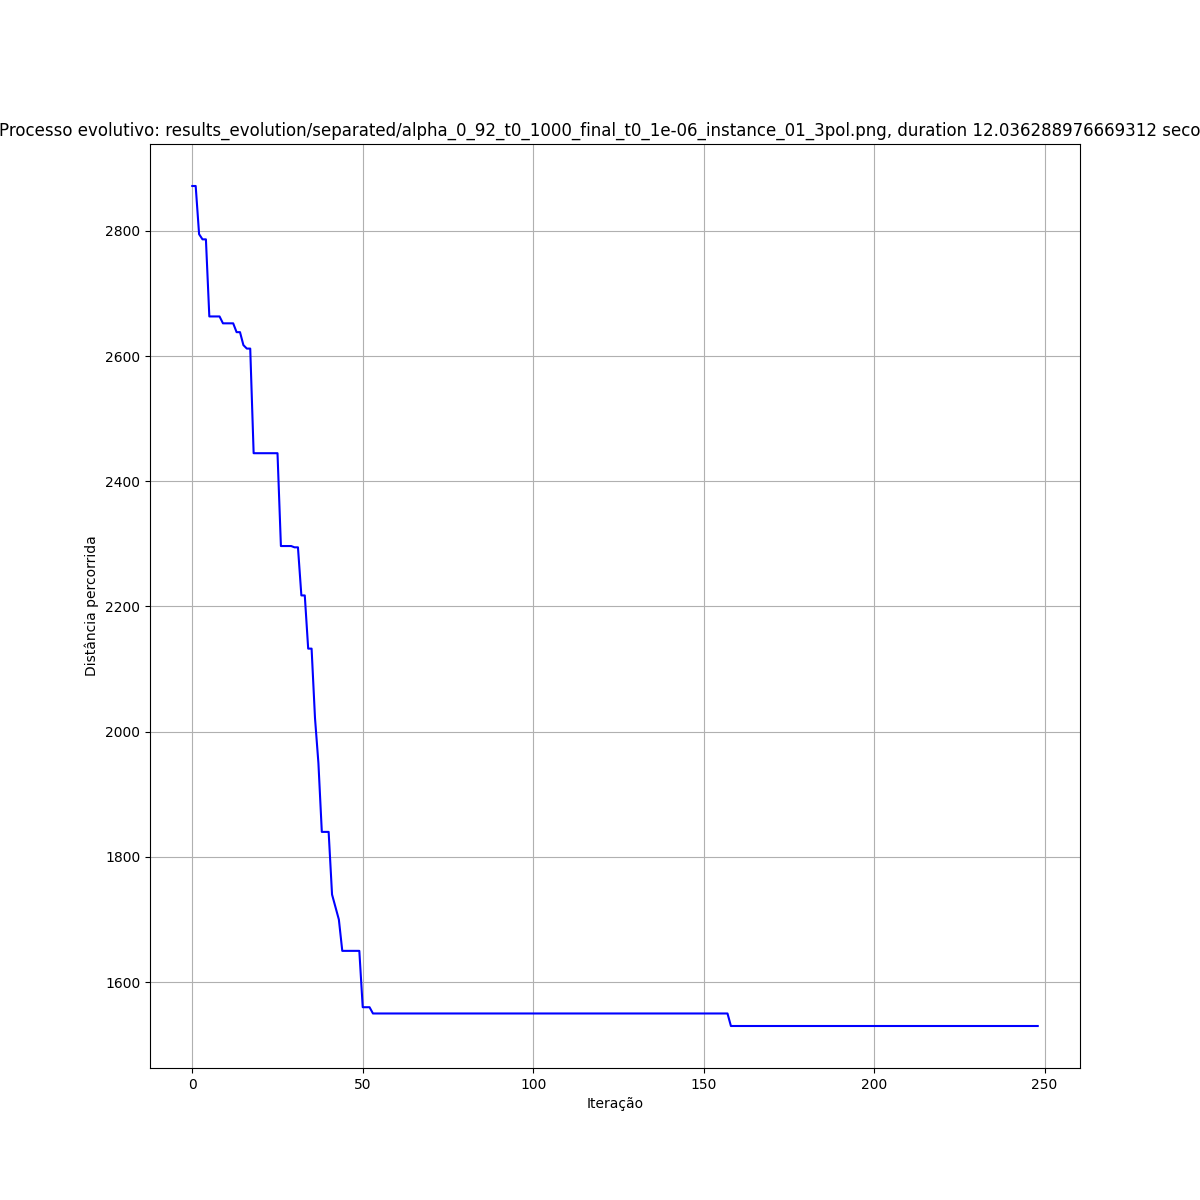 Processo evolutivo: results_evolution/separated/alpha_0_92_t0_1000_final_t0_1e-06_instance_01_3pol.png, duration 12.036288976669312 seco
2800
2600
2400
2200
2000
1800
1600
Distância percorrida
0 50 100 150 200 250
Iteração